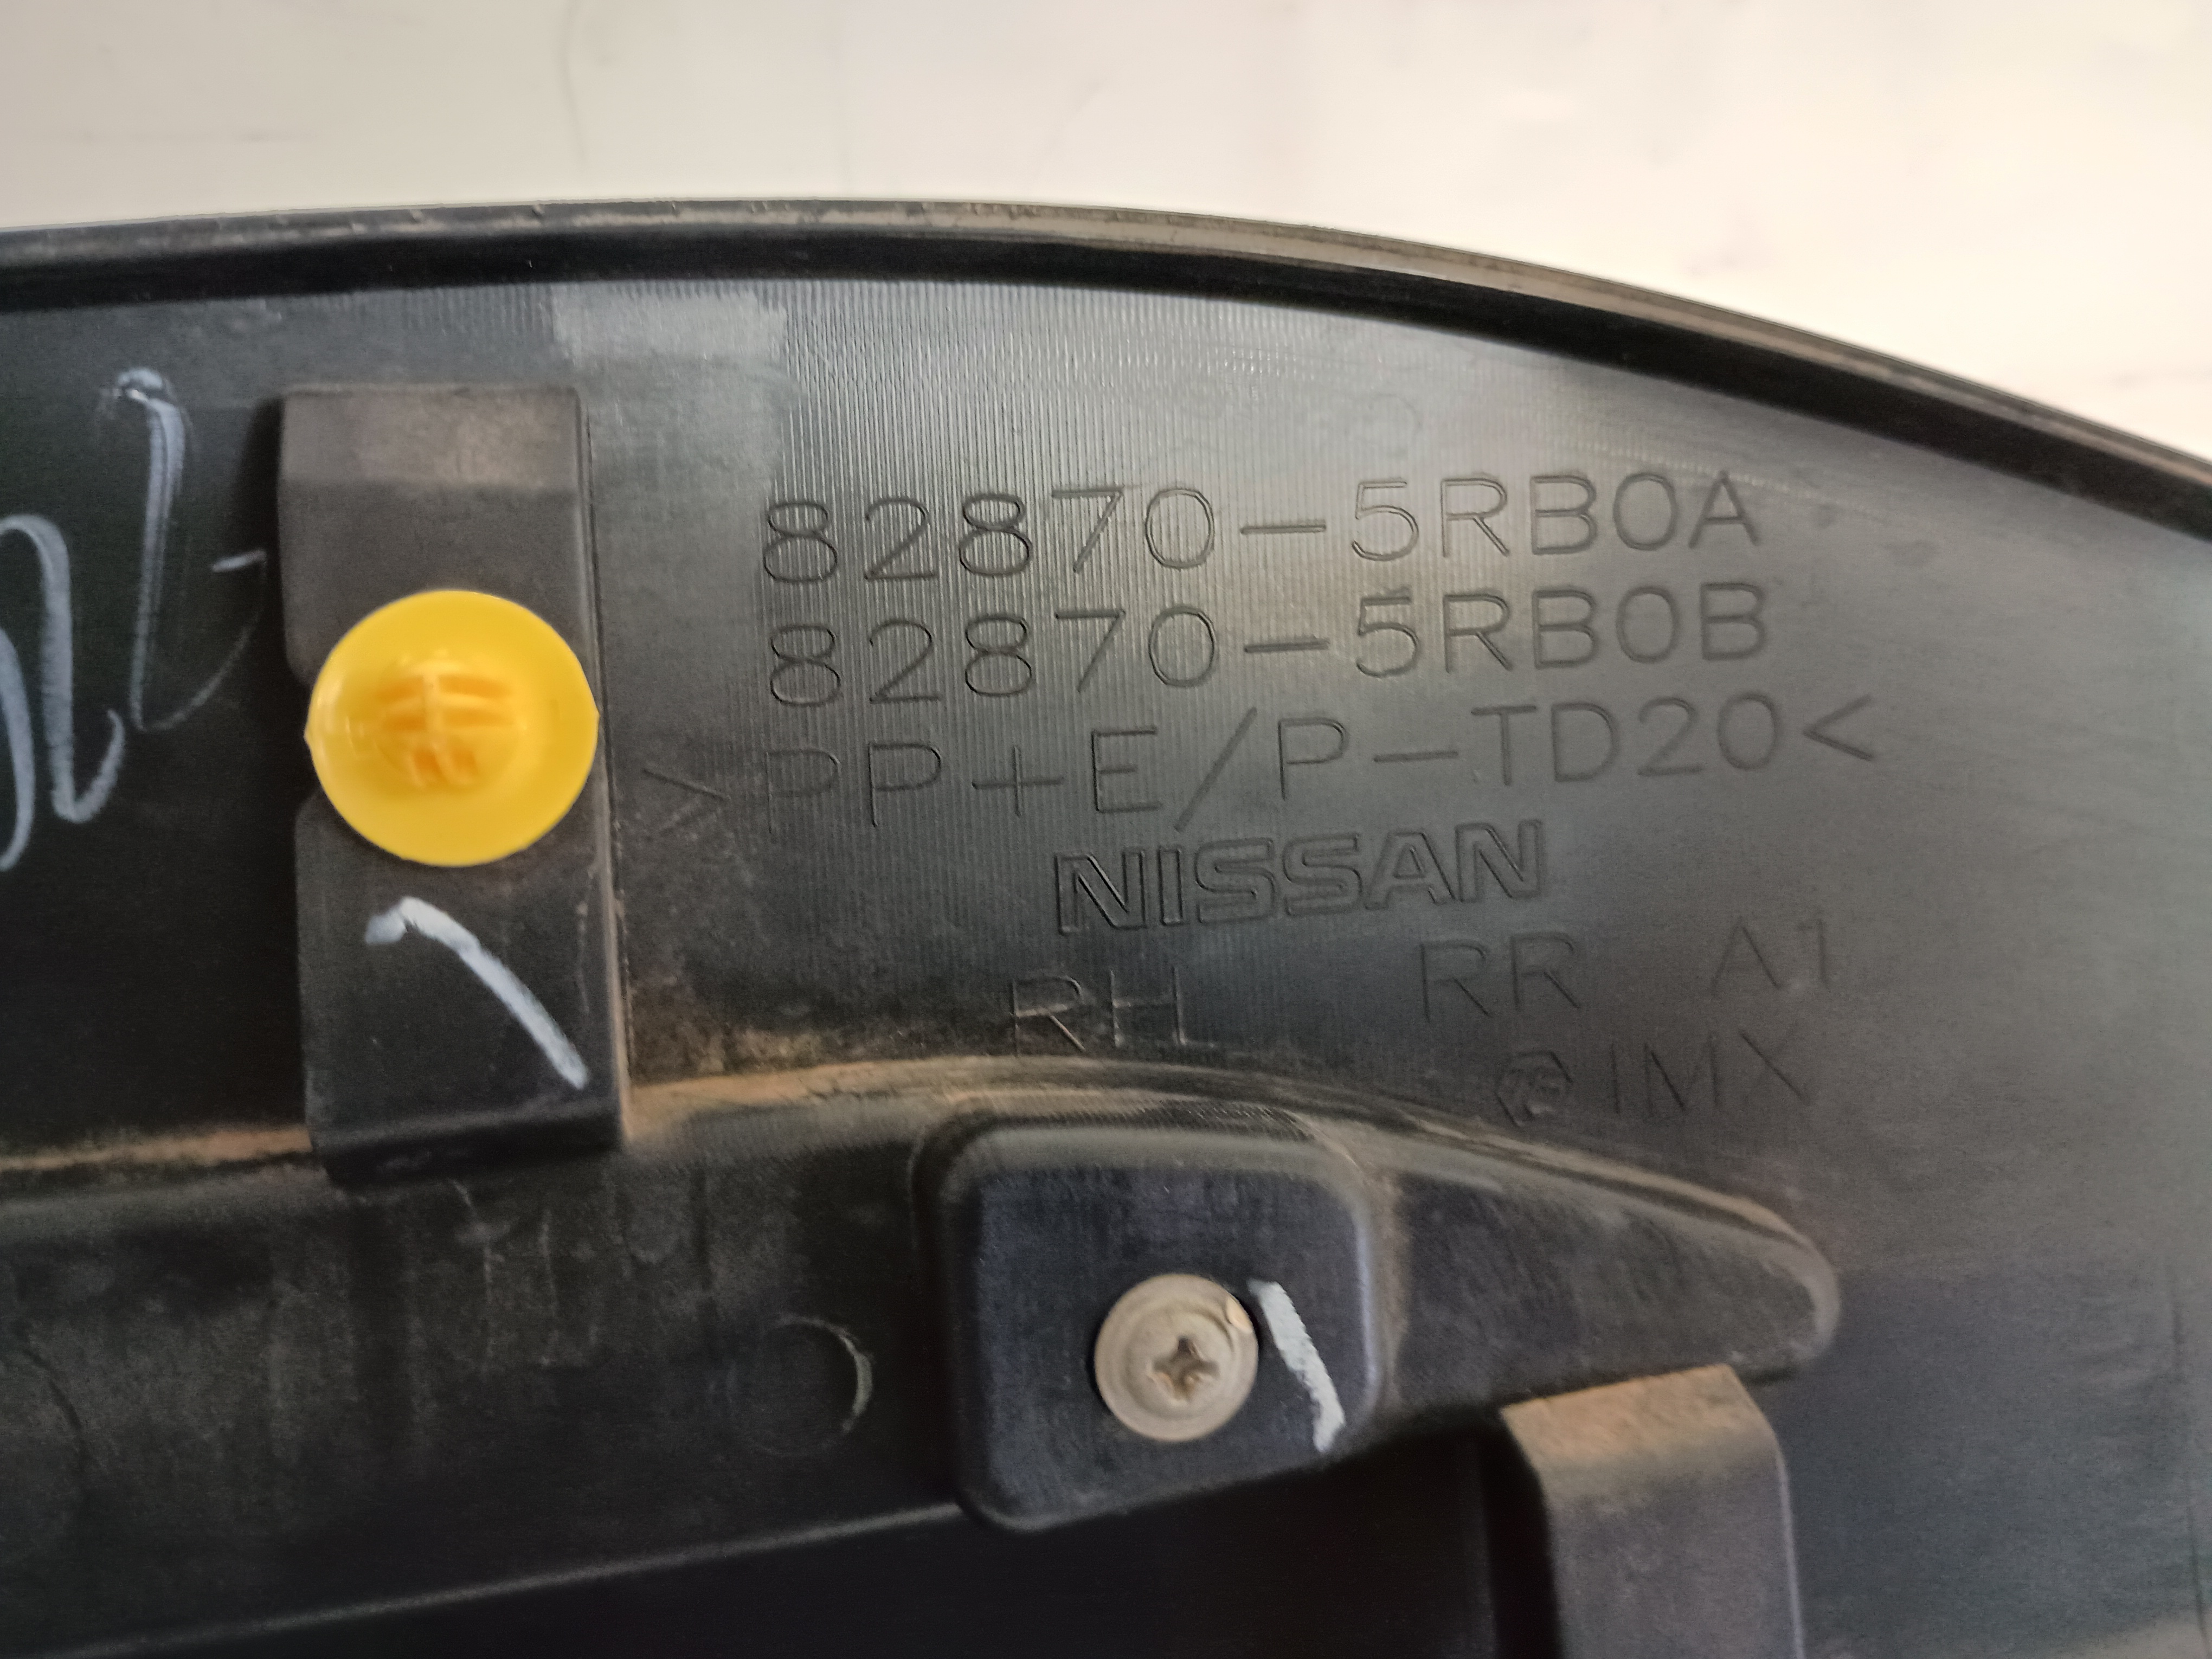 82870-5RB0A
82870-5RB0B
>PP+E/P-TD20<
NISSAN
RH RR A1
IMX